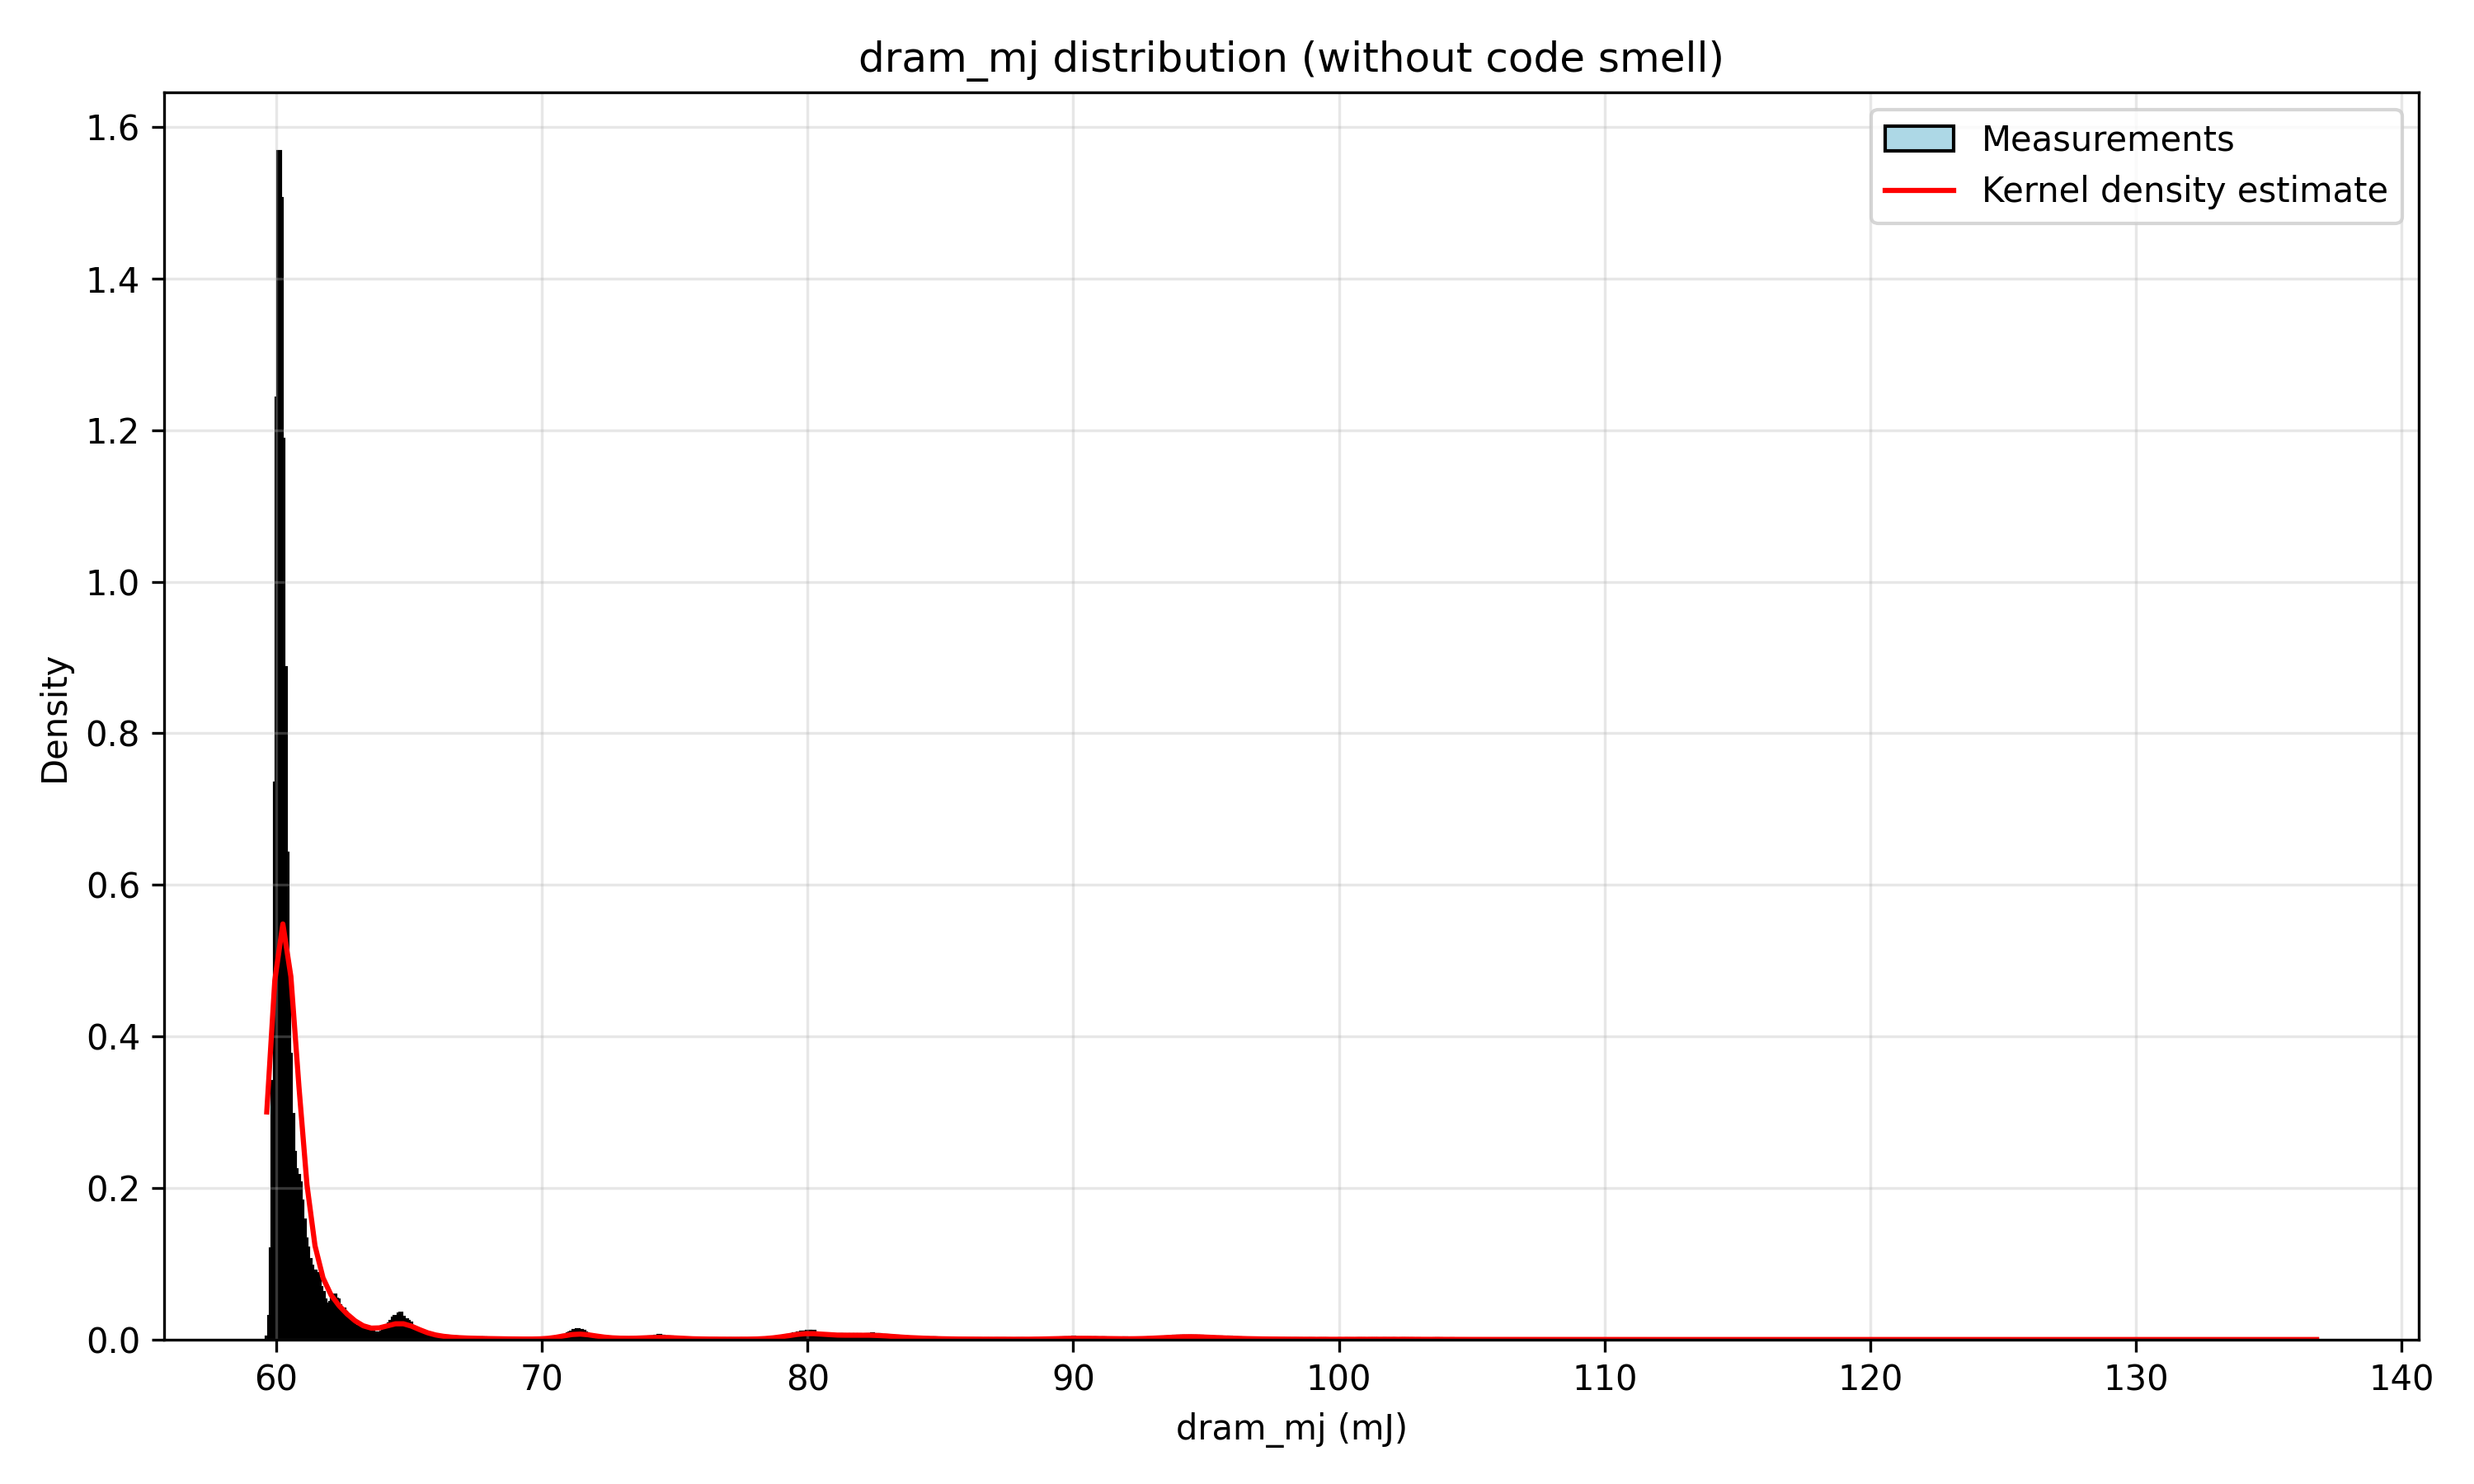 dram_mj distribution (without code smell)
Measurements
Kernel density estimate
1.6
1.4
1.2
1.0
0.8
0.6
0.4
0.2
0.0
Density
60 70 80 90 100 110 120 130 140
dram_mj (mJ)